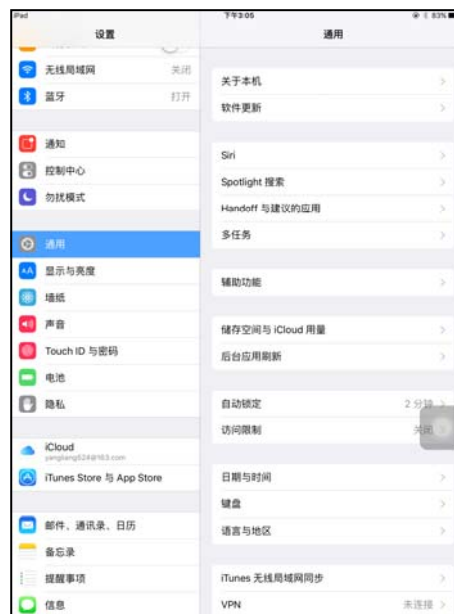 iPad
下午3:05
83%
设置
通用
无线局域网
关闭
蓝牙
打开
通知
控制中心
勿扰模式
通用
显示与亮度
墙纸
声音
Touch ID 与密码
电池
隐私
iCloud
yangliang524@163.com
iTunes Store 与 App Store
邮件、通讯录、日历
备忘录
提醒事项
信息
关于本机
软件更新
Siri
Spotlight 搜索
Handoff 与建议的应用
多任务
辅助功能
储存空间与 iCloud 用量
后台应用刷新
自动锁定
2 分钟
访问限制
关闭
日期与时间
键盘
语言与地区
iTunes 无线局域网同步
VPN
未连接